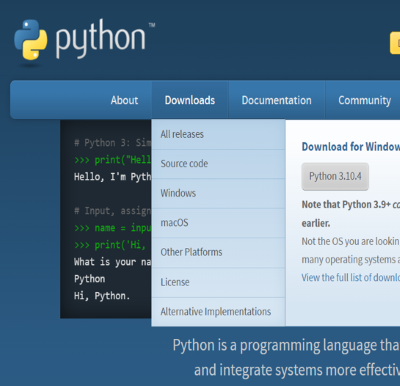 python™
About Downloads Documentation Community
All releases
Source code
Windows
macOS
Other Platforms
License
Alternative Implementations
Download for Window
Python 3.10.4
Note that Python 3.9+ ca
earlier.
Not the OS you are lookin
many operating systems a
View the full list of downlo
# Python 3: Sim
>>> print("Hell
Hello, I'm Pyth
# Input, assign
>>> name = inpu
>>> print('Hi,
What is your na
Python
Hi, Python.
Python is a programming language tha
and integrate systems more effectiv